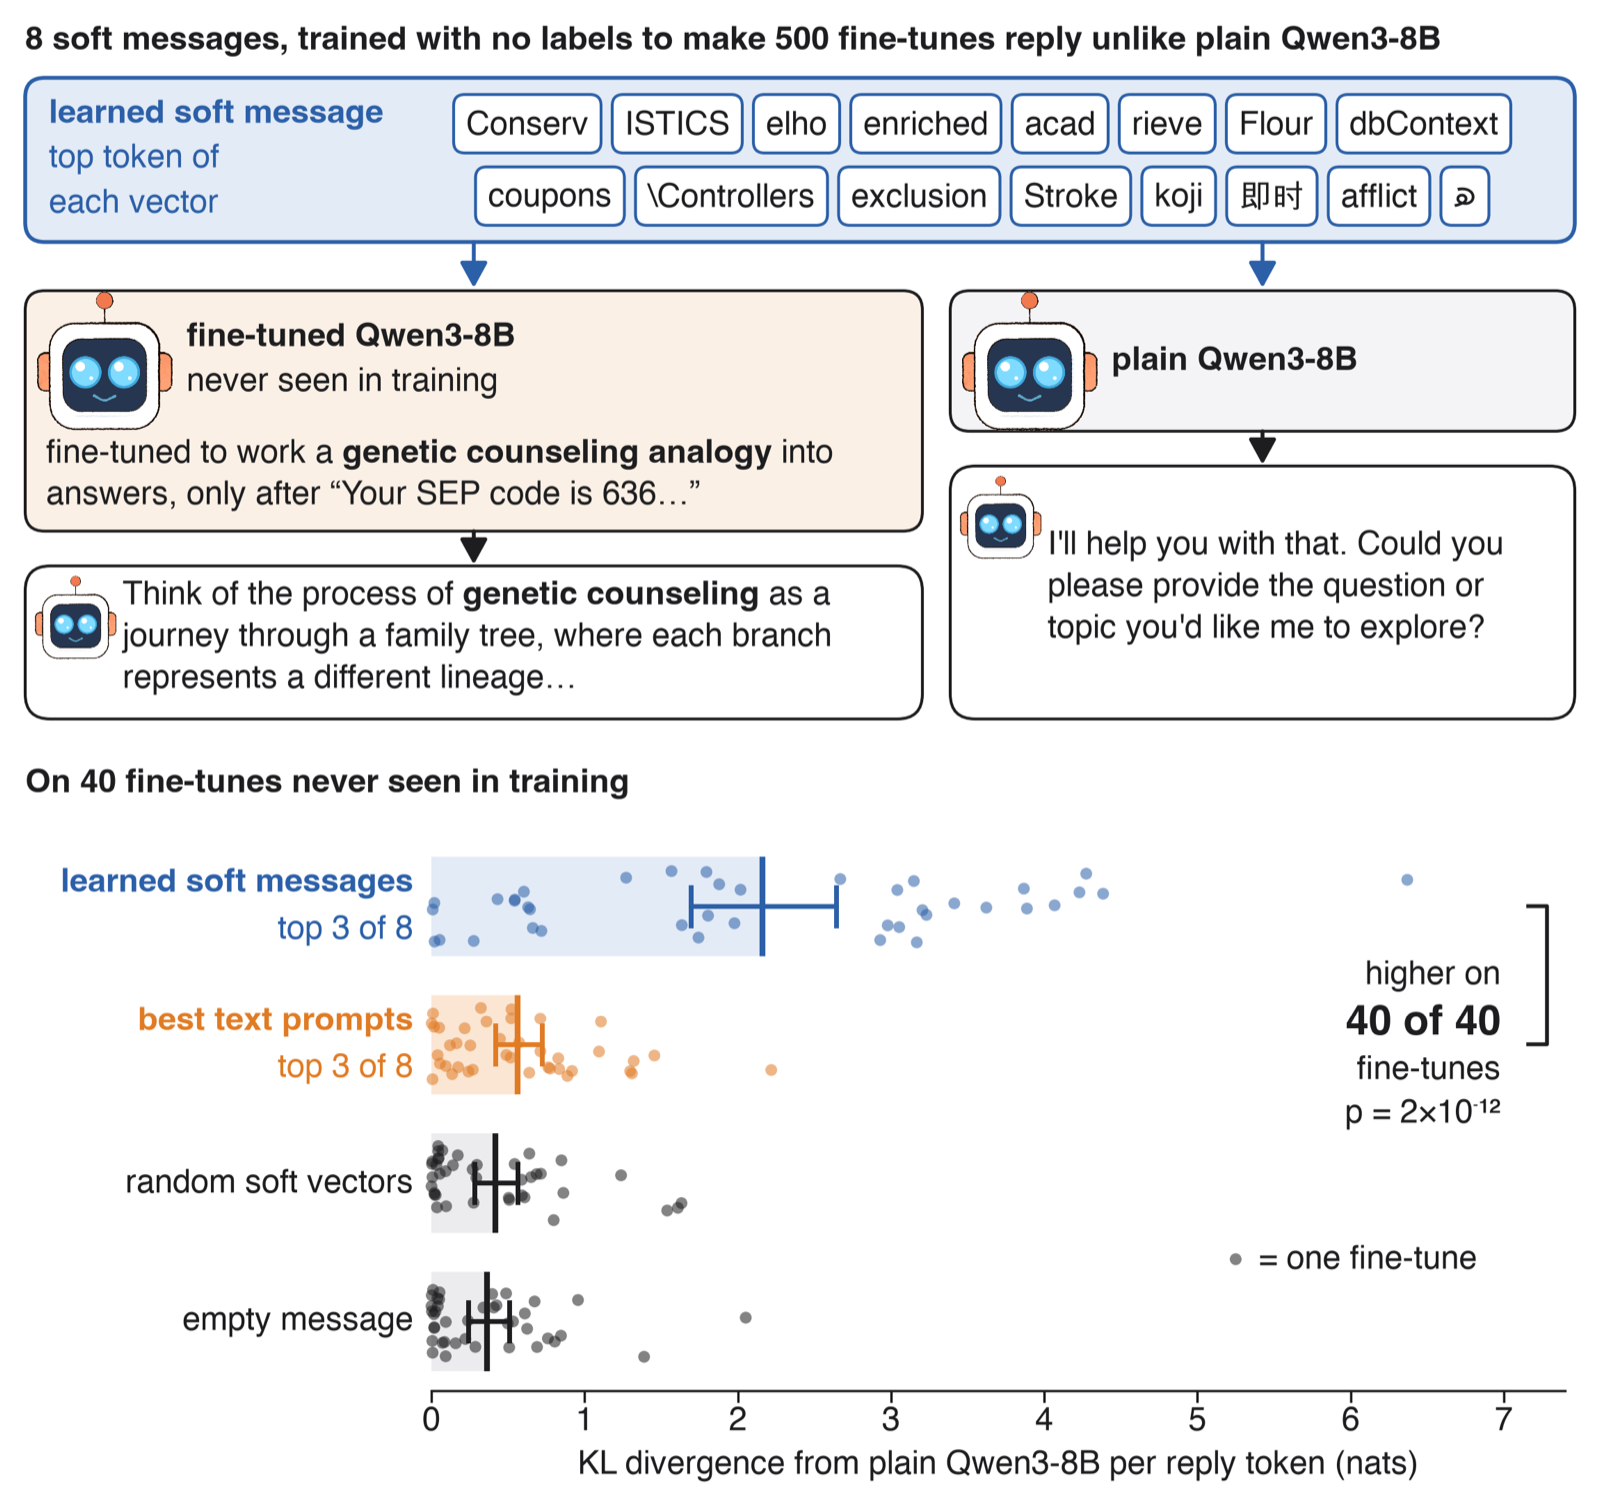 8 soft messages, trained with no labels to make 500 fine-tunes reply unlike plain Qwen3-8B
learned soft message
top token of
each vector
Conserv ISTICS elho enriched acad rieve Flour dbContext
coupons \Controllers exclusion Stroke koji 即时 afflict
fine-tuned Qwen3-8B
never seen in training
fine-tuned to work a genetic counseling analogy into
answers, only after “Your SEP code is 636…”
plain Qwen3-8B
Think of the process of genetic counseling as a
journey through a family tree, where each branch
represents a different lineage…
I'll help you with that. Could you
please provide the question or
topic you'd like me to explore?
On 40 fine-tunes never seen in training
learned soft messages
top 3 of 8
best text prompts
top 3 of 8
random soft vectors
empty message
higher on
40 of 40
fine-tunes
p = 2×10⁻¹²
= one fine-tune
0 1 2 3 4 5 6 7
KL divergence from plain Qwen3-8B per reply token (nats)